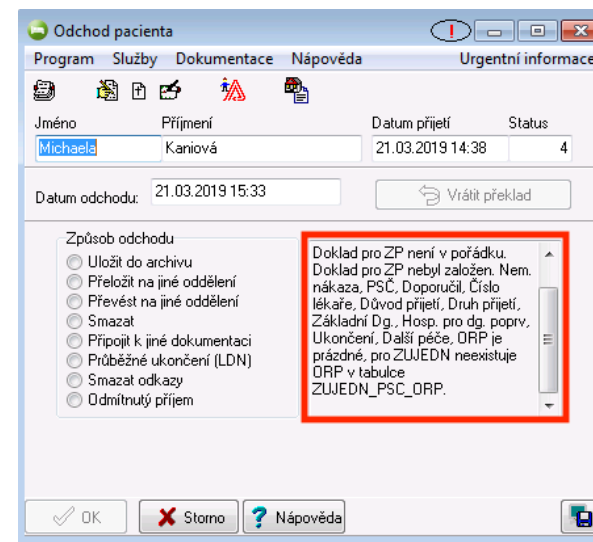 Odchod pacienta
Program Služby Dokumentace Nápověda Urgentní informace
Jméno Příjmení Datum přijetí Status
Michaela Kaniová 21.03.2019 14:38 4
Datum odchodu: 21.03.2019 15:33 Vrátit překlad
Způsob odchodu
Uložit do archivu
Přeložit na jiné oddělení
Převést na jiné oddělení
Smazat
Připojit k jiné dokumentaci
Průběžné ukončení (LDN)
Smazat odkazy
Odmítnutý příjem
Doklad pro ZP není v pořádku.
Doklad pro ZP nebyl založen. Nem.
nákaza, PSČ, Doporučil, Číslo
lékaře, Důvod přijetí, Druh přijetí,
Základní Dg., Hosp. pro dg. poprv,
Ukončení, Další péče, ORP je
prázdné, pro ZUJEDN neexistuje
ORP v tabulce
ZUJEDN_PSC_ORP.
OK Storno Nápověda